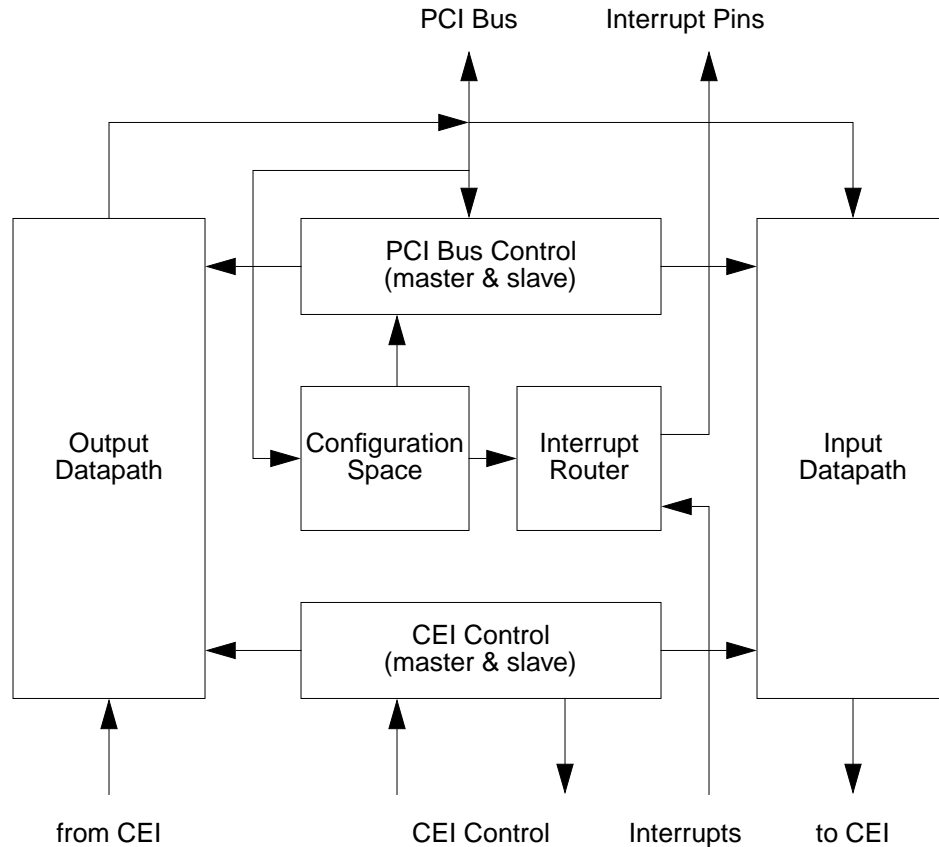 PCI Bus
Interrupt Pins
PCI Bus Control
(master & slave)
Output
Datapath
Configuration
Space
Interrupt
Router
Input
Datapath
CEI Control
(master & slave)
from CEI
CEI Control
Interrupts
to CEI